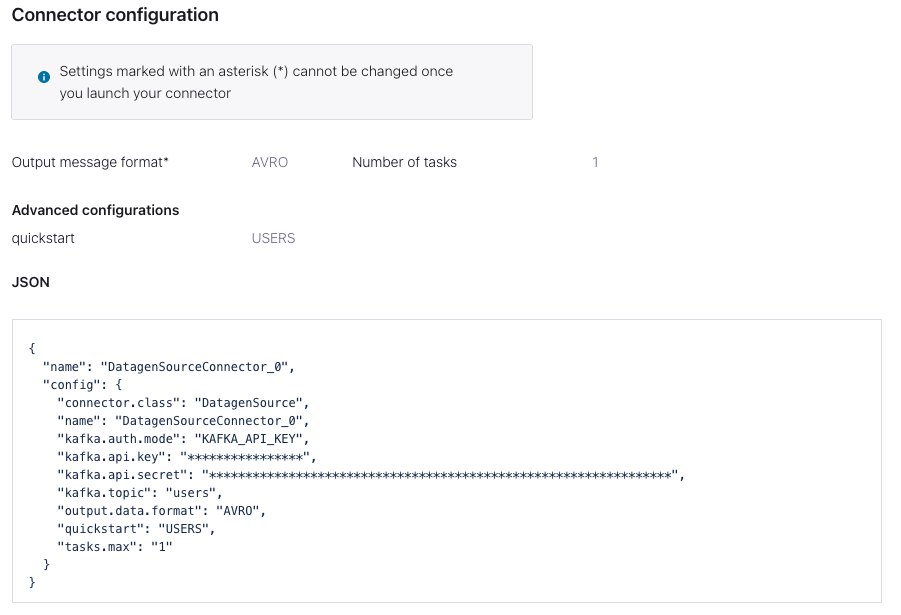 Connector configuration
Settings marked with an asterisk (*) cannot be changed once
you launch your connector
Output message format* AVRO Number of tasks 1
Advanced configurations
quickstart USERS
JSON
{
  "name": "DatagenSourceConnector_0",
  "config": {
    "connector.class": "DatagenSource",
    "name": "DatagenSourceConnector_0",
    "kafka.auth.mode": "KAFKA_API_KEY",
    "kafka.api.key": "****************",
    "kafka.api.secret": "****************************************************************",
    "kafka.topic": "users",
    "output.data.format": "AVRO",
    "quickstart": "USERS",
    "tasks.max": "1"
  }
}